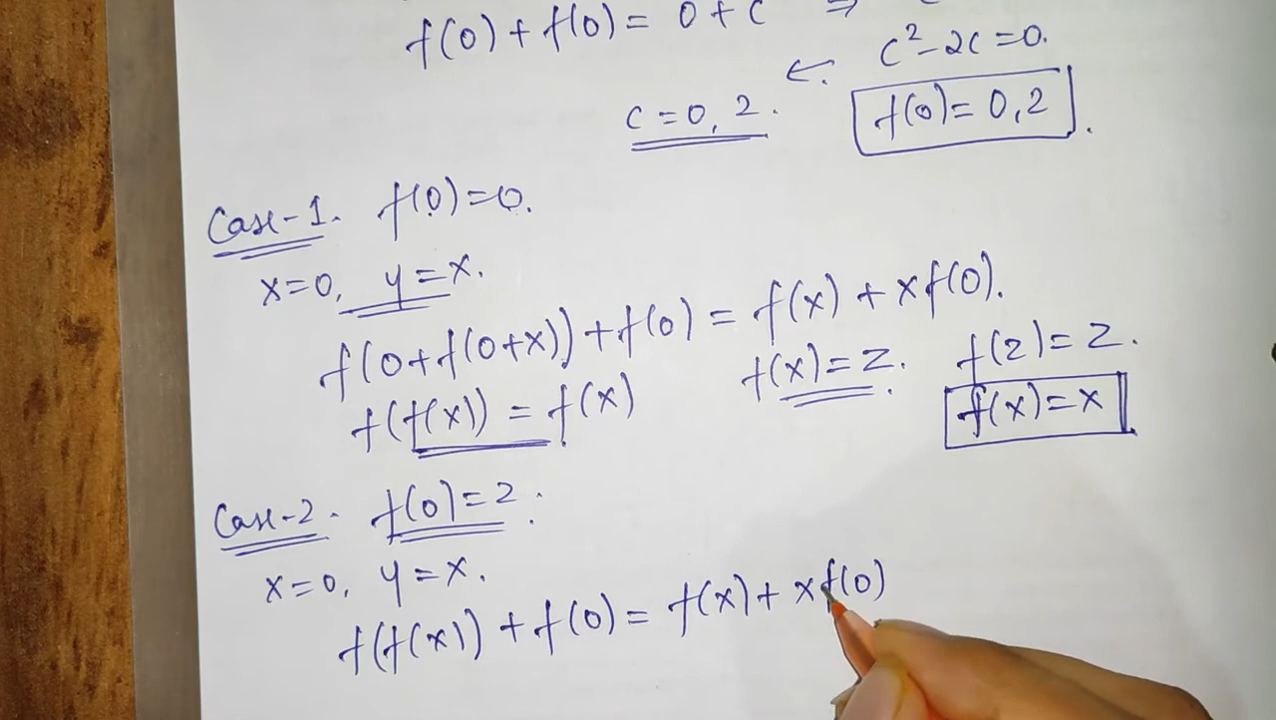 f(0) + f(0) = 0 + c ⇒
c² - 2c = 0.
←.
c = 0, 2.
f(0) = 0, 2.
Case-1. f(0) = 0.
x = 0, y = x.
f(0 + f(0+x)) + f(0) = f(x) + x f(0).
f(f(x)) = f(x)
f(x) = z. f(z) = z.
f(x) = x
Case-2. f(0) = 2.
x = 0, y = x.
f(f(x)) + f(0) = f(x) + x f(0)